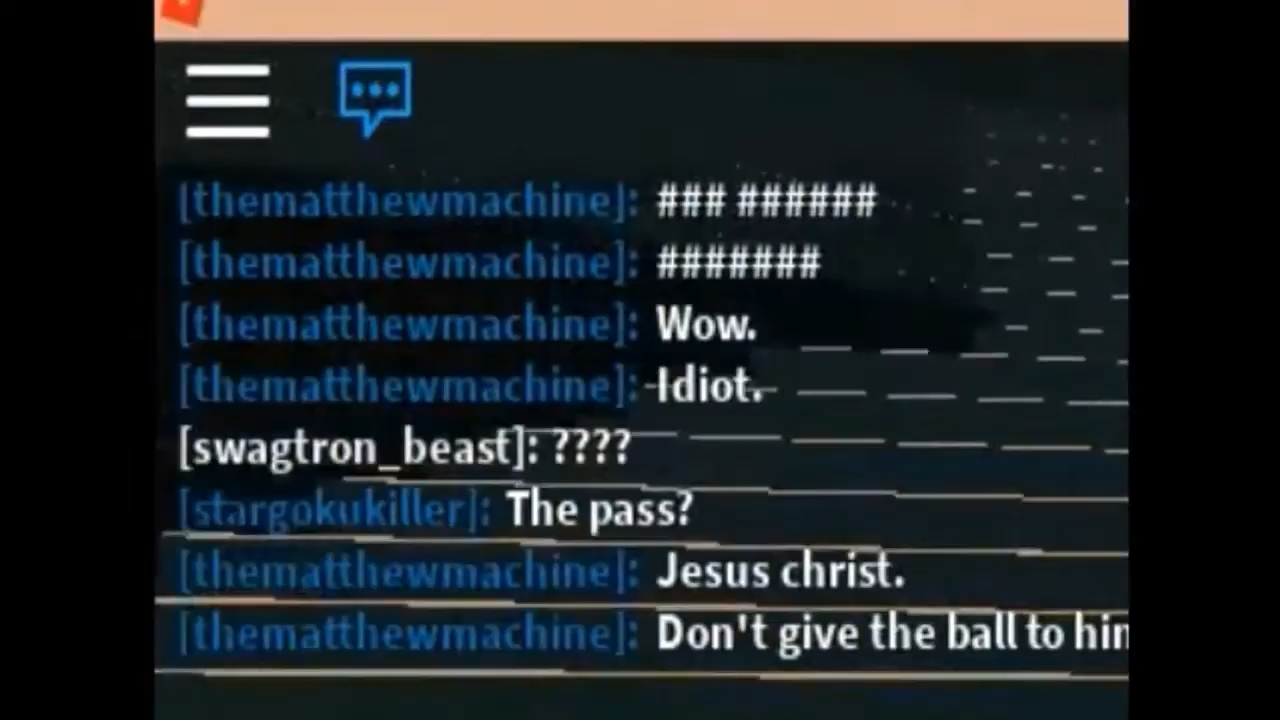 [thematthewmachine]: ### ######
[thematthewmachine]: #######
[thematthewmachine]: Wow.
[thematthewmachine]: Idiot.
[swagtron_beast]: ????
[stargokukiller]: The pass?
[thematthewmachine]: Jesus christ.
[thematthewmachine]: Don't give the ball to